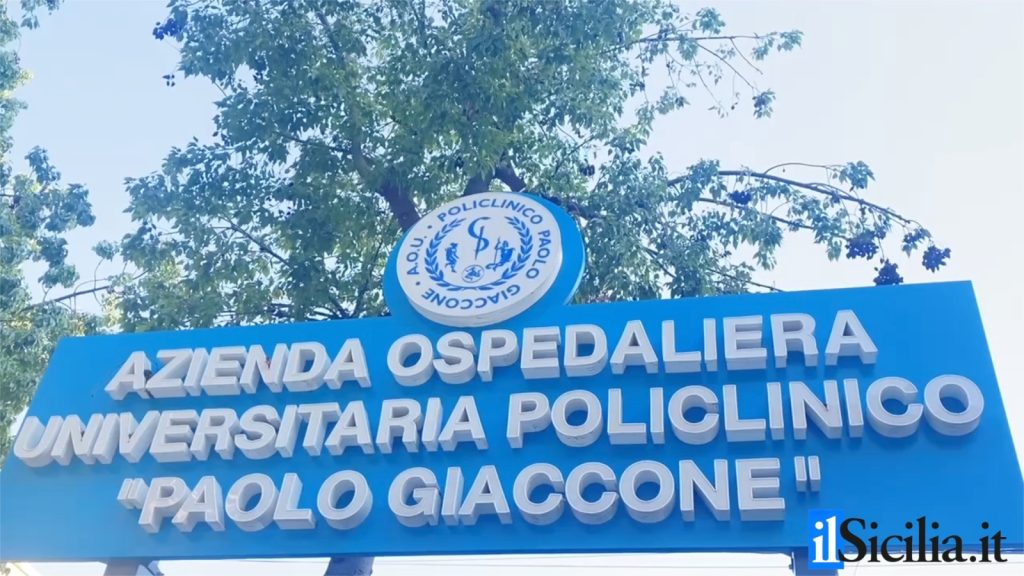 A.O.U. · POLICLINICO PAOLO GIACCONE ·
AZIENDA OSPEDALIERA
UNIVERSITARIA POLICLINICO
"PAOLO GIACCONE"
ilSicilia.it